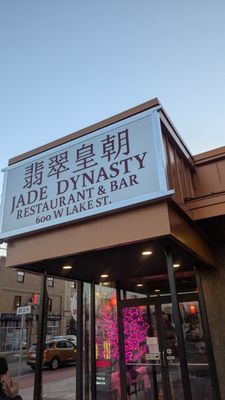 翡翠皇朝
JADE DYNASTY
RESTAURANT & BAR
600 W LAKE ST.